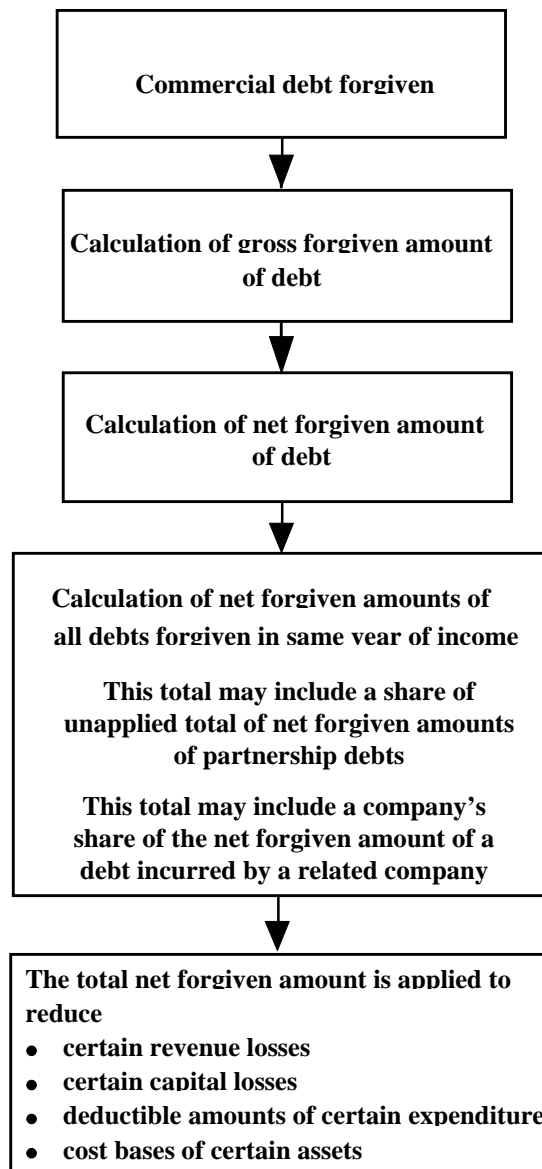 Commercial debt forgiven
Calculation of gross forgiven amount
of debt
Calculation of net forgiven amount
of debt
Calculation of net forgiven amounts of
all debts forgiven in same year of income
This total may include a share of
unapplied total of net forgiven amounts
of partnership debts
This total may include a company's
share of the net forgiven amount of a
debt incurred by a related company
The total net forgiven amount is applied to
reduce
● certain revenue losses
● certain capital losses
● deductible amounts of certain expenditure
● cost bases of certain assets